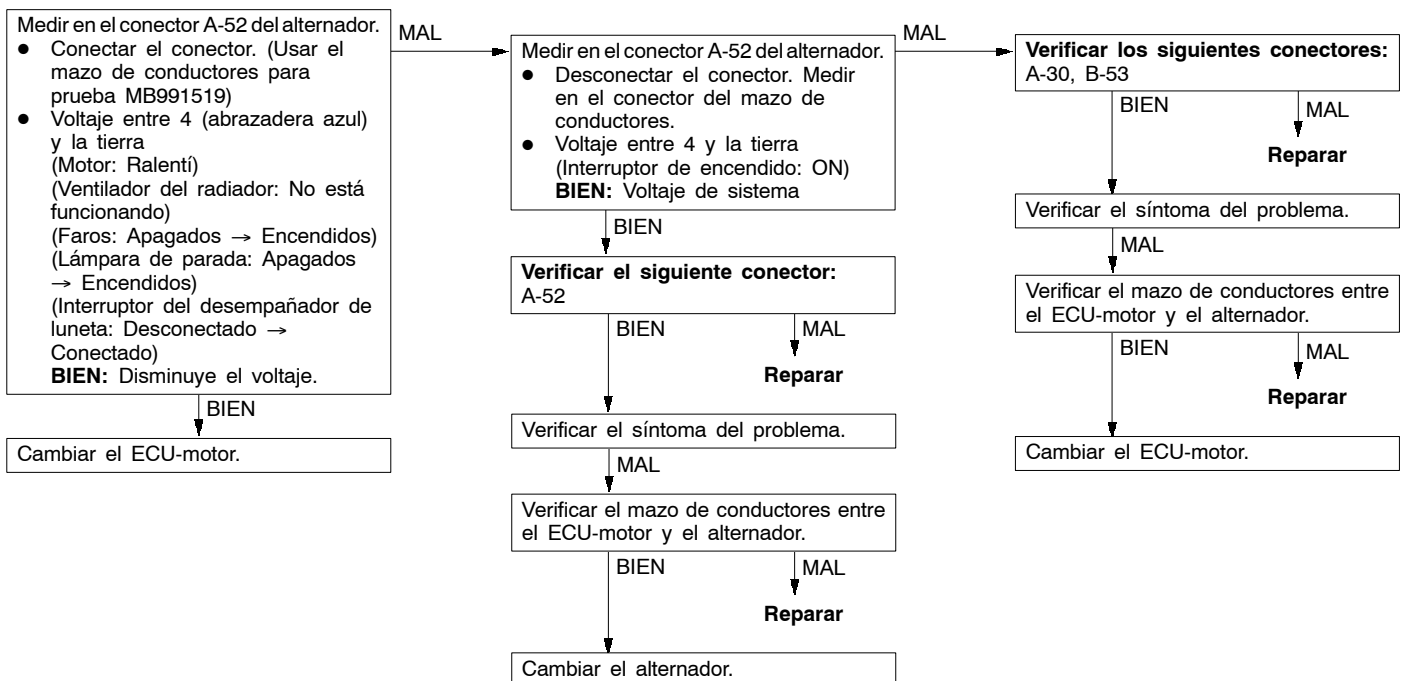 Medir en el conector A-52 del alternador.
● Conectar el conector. (Usar el
mazo de conductores para
prueba MB991519)
● Voltaje entre 4 (abrazadera azul)
y la tierra
(Motor: Ralentí)
(Ventilador del radiador: No está
funcionando)
(Faros: Apagados → Encendidos)
(Lámpara de parada: Apagados
→ Encendidos)
(Interruptor del desempañador de
luneta: Desconectado →
Conectado)
BIEN: Disminuye el voltaje.
BIEN
Cambiar el ECU-motor.
MAL
Medir en el conector A-52 del alternador.
● Desconectar el conector. Medir
en el conector del mazo de
conductores.
● Voltaje entre 4 y la tierra
(Interruptor de encendido: ON)
BIEN: Voltaje de sistema
BIEN
Verificar el siguiente conector:
A-52
BIEN
MAL
Reparar
Verificar el síntoma del problema.
MAL
Verificar el mazo de conductores entre
el ECU-motor y el alternador.
BIEN
MAL
Reparar
Cambiar el alternador.
MAL
Verificar los siguientes conectores:
A-30, B-53
BIEN
MAL
Reparar
Verificar el síntoma del problema.
MAL
Verificar el mazo de conductores entre
el ECU-motor y el alternador.
BIEN
MAL
Reparar
Cambiar el ECU-motor.